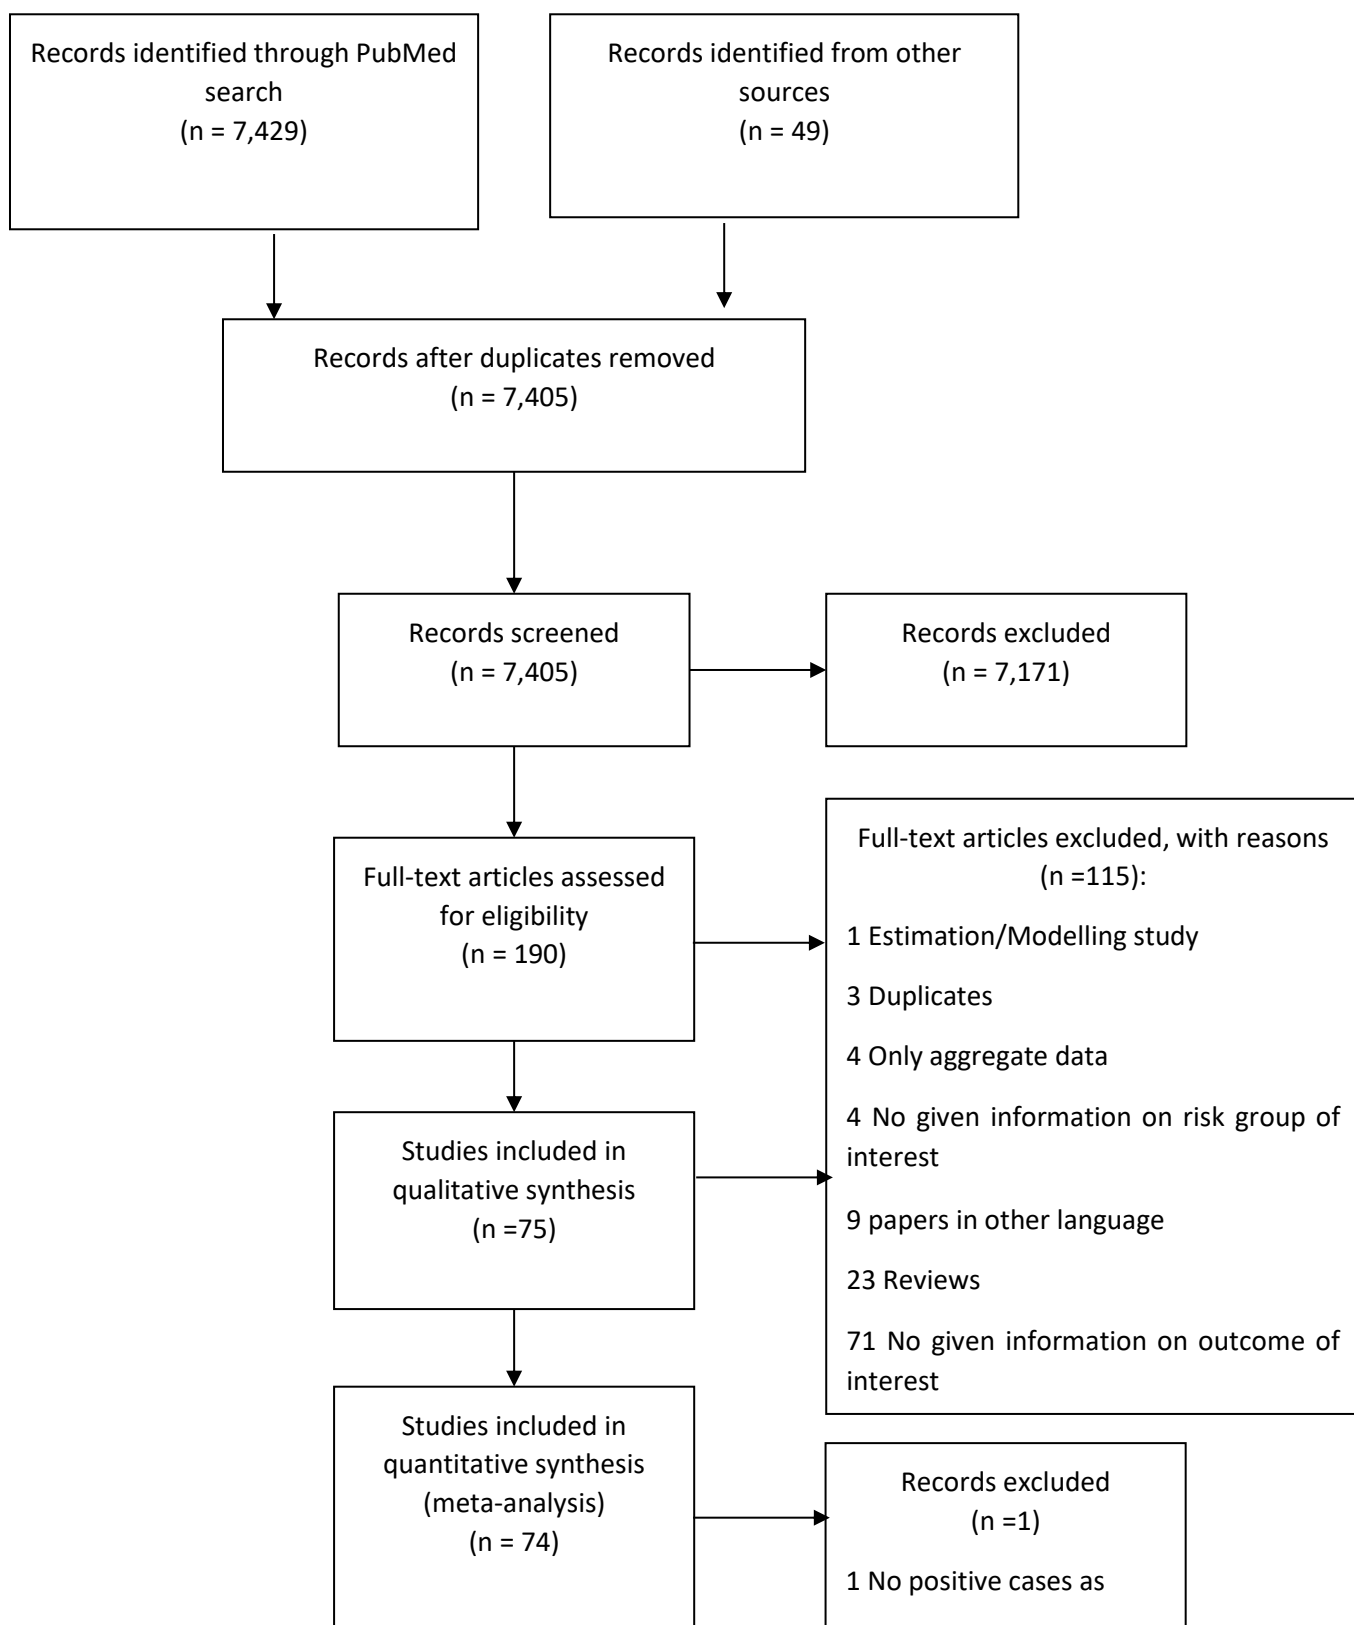 Records identified through PubMed
search
(n = 7,429)
Records identified from other
sources
(n = 49)
Records after duplicates removed
(n = 7,405)
Records screened
(n = 7,405)
Records excluded
(n = 7,171)
Full-text articles assessed
for eligibility
(n = 190)
Full-text articles excluded, with reasons
(n =115):
1 Estimation/Modelling study
3 Duplicates
4 Only aggregate data
4 No given information on risk group of
interest
9 papers in other language
23 Reviews
71 No given information on outcome of
interest
Studies included in
qualitative synthesis
(n =75)
Studies included in
quantitative synthesis
(meta-analysis)
(n = 74)
Records excluded
(n =1)
1 No positive cases as